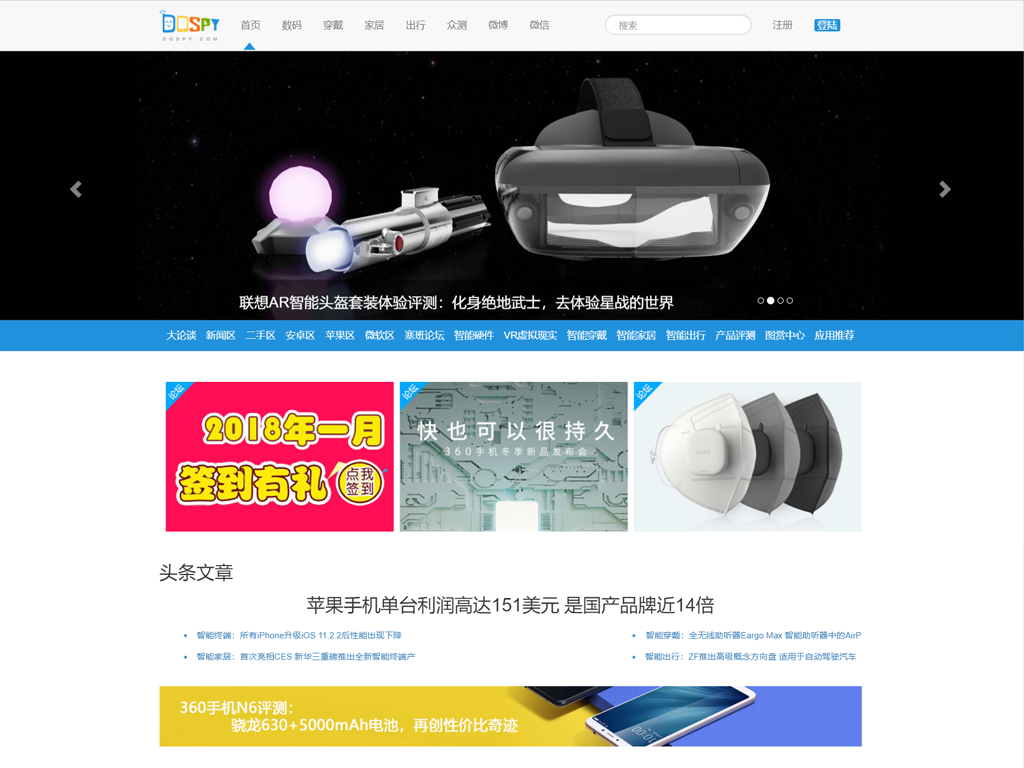 DOSPY
DOSPY.COM
首页 数码 穿戴 家居 出行 众测 微博 微信 搜索 注册 登陆
联想AR智能头盔套装体验评测：化身绝地武士，去体验星战的世界
大论谈 新闻区 二手区 安卓区 苹果区 微软区 塞班论坛 智能硬件 VR虚拟现实 智能穿戴 智能家居 智能出行 产品评测 图赏中心 应用推荐
论坛 论坛 论坛
2018年一月
签到有礼
点我
签到
快也可以很持久
360手机冬季新品发布会
头条文章
苹果手机单台利润高达151美元 是国产品牌近14倍
智能终端：所有iPhone升级iOS 11.2.2后性能出现下降
智能穿戴：全无线助听器Eargo Max 智能助听器中的AirP
智能家居：首次亮相CES 新华三重磅推出全新智能终端产
智能出行：ZF推出高级概念方向盘 适用于自动驾驶汽车
360手机N6评测：
骁龙630+5000mAh电池，再创性价比奇迹